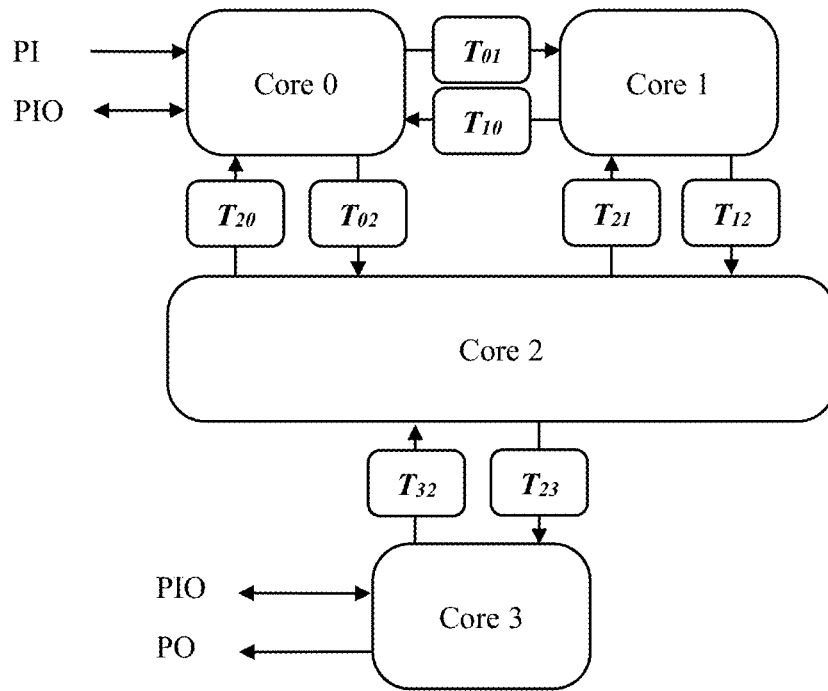 PI
Core 0
T01
Core 1
PIO
T10
T20
T02
T21
T12
Core 2
T32
T23
PIO
Core 3
PO